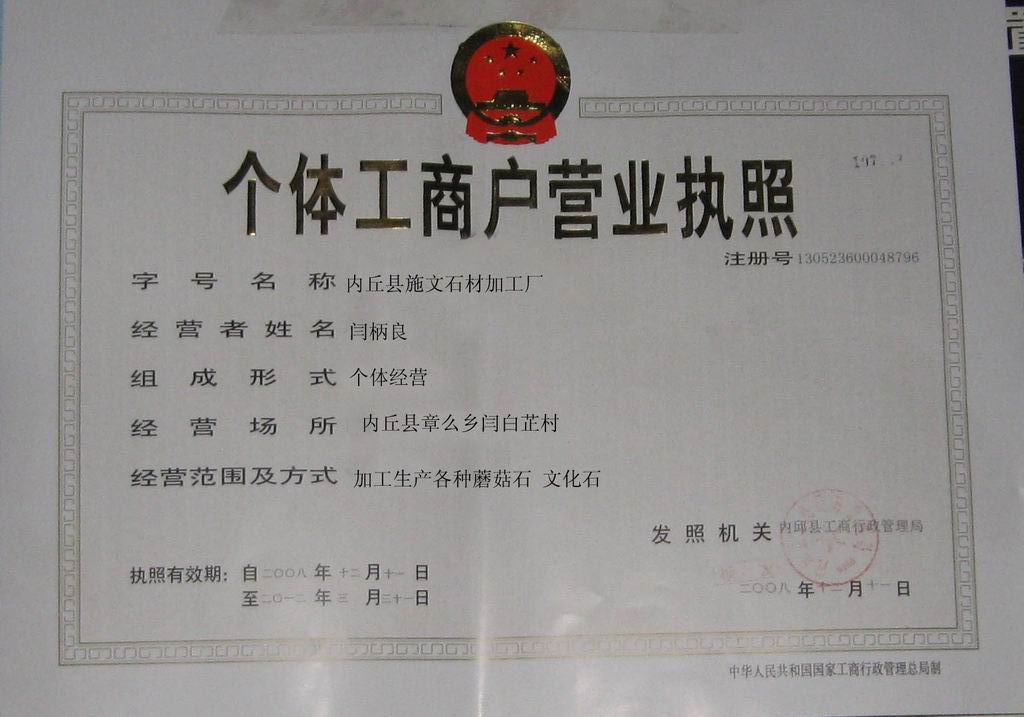 个体工商户营业执照
注册号130523600048796
字号名称 内丘县施文石材加工厂
经营者姓名 闫柄良
组成形式 个体经营
经营场所 内丘县章么乡闫白芷村
经营范围及方式 加工生产各种蘑菇石 文化石
发照机关 内邱县工商行政管理局
执照有效期：自二〇〇八年十二月十一日
至二〇一二年三月二十一日
二〇〇八年十二月十一日
中华人民共和国国家工商行政管理总局制